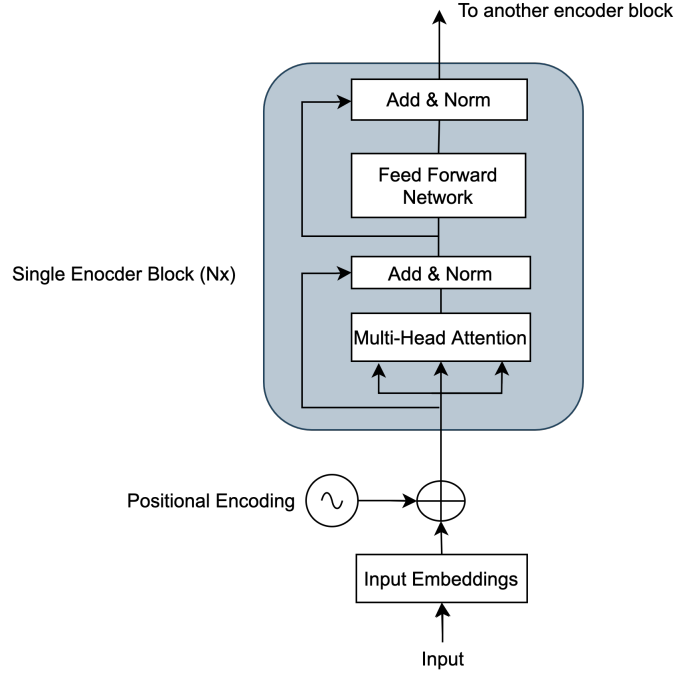 To another encoder block
Add & Norm
Feed Forward
Network
Add & Norm
Single Enocder Block (Nx)
Multi-Head Attention
Positional Encoding
Input Embeddings
Input